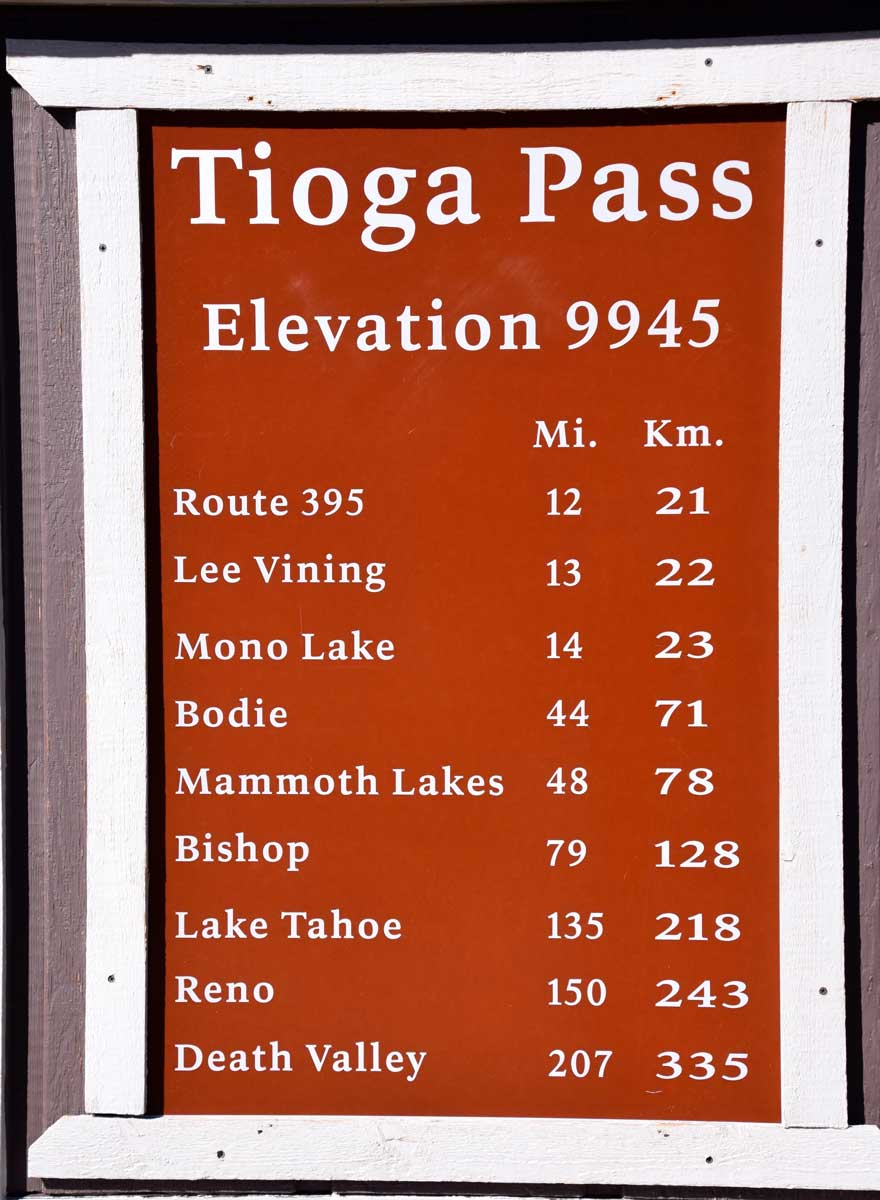 Tioga Pass
Elevation 9945
Mi. Km.
Route 395 12 21
Lee Vining 13 22
Mono Lake 14 23
Bodie 44 71
Mammoth Lakes 48 78
Bishop 79 128
Lake Tahoe 135 218
Reno 150 243
Death Valley 207 335